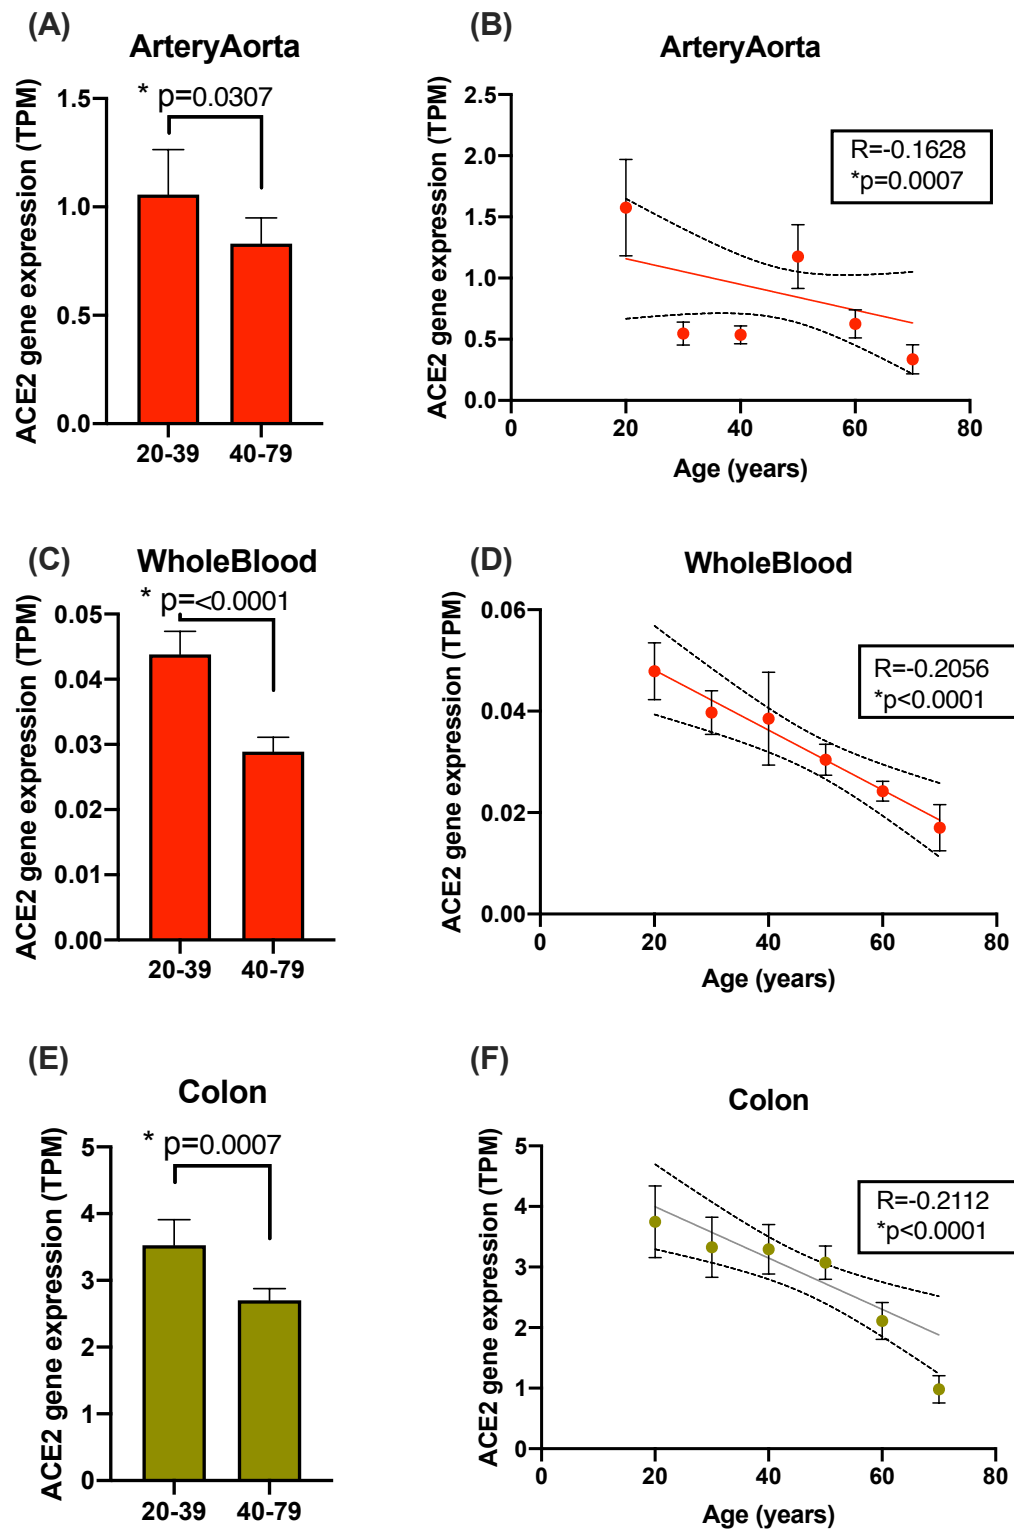 (A)
ArteryAorta
* p=0.0307
ACE2 gene expression (TPM)
1.5
1.0
0.5
0.0
20-39 40-79
(B)
ArteryAorta
ACE2 gene expression (TPM)
2.5
2.0
1.5
1.0
0.5
0.0
R=-0.1628
*p=0.0007
0 20 40 60 80
Age (years)
(C)
WholeBlood
* p=<0.0001
ACE2 gene expression (TPM)
0.05
0.04
0.03
0.02
0.01
0.00
20-39 40-79
(D)
WholeBlood
ACE2 gene expression (TPM)
0.06
0.04
0.02
0.00
R=-0.2056
*p<0.0001
0 20 40 60 80
Age (years)
(E)
Colon
* p=0.0007
ACE2 gene expression (TPM)
5
4
3
2
1
0
20-39 40-79
(F)
Colon
ACE2 gene expression (TPM)
5
4
3
2
1
0
R=-0.2112
*p<0.0001
0 20 40 60 80
Age (years)